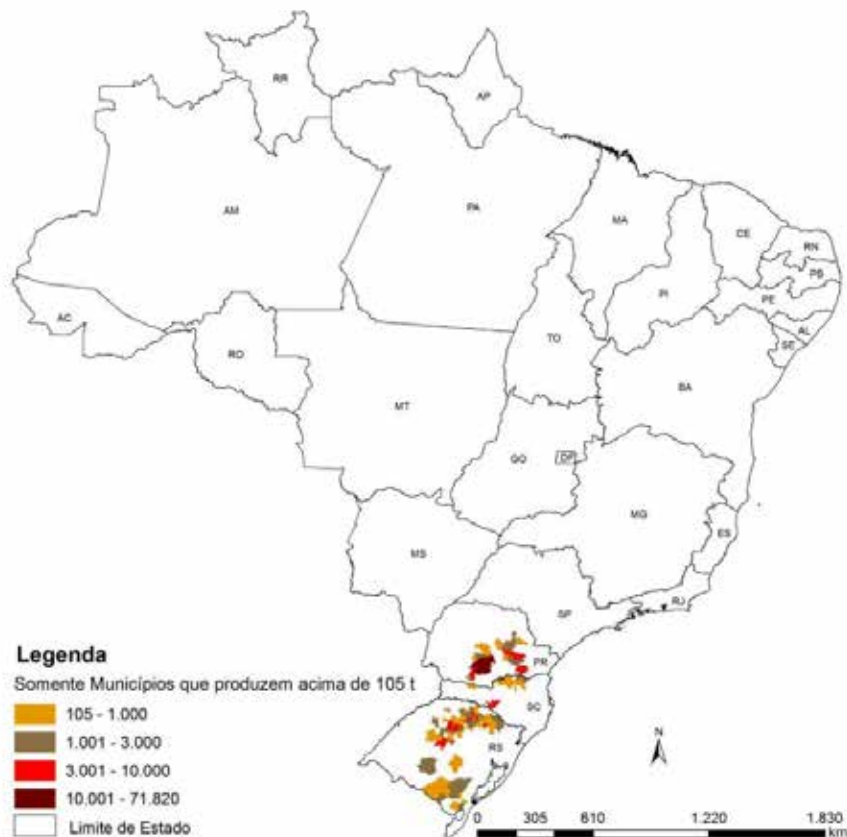 RR
AP
AM
PA
MA
CE
RN
PB
PE
PI
AL
SE
AC
RO
TO
BA
MT
GO
DF
MG
ES
MS
SP
RJ
PR
SC
RS
N
Legenda
Somente Municípios que produzem acima de 105 t
105 - 1.000
1.001 - 3.000
3.001 - 10.000
10.001 - 71.820
Limite de Estado
0 305 610 1.220 1.830
km